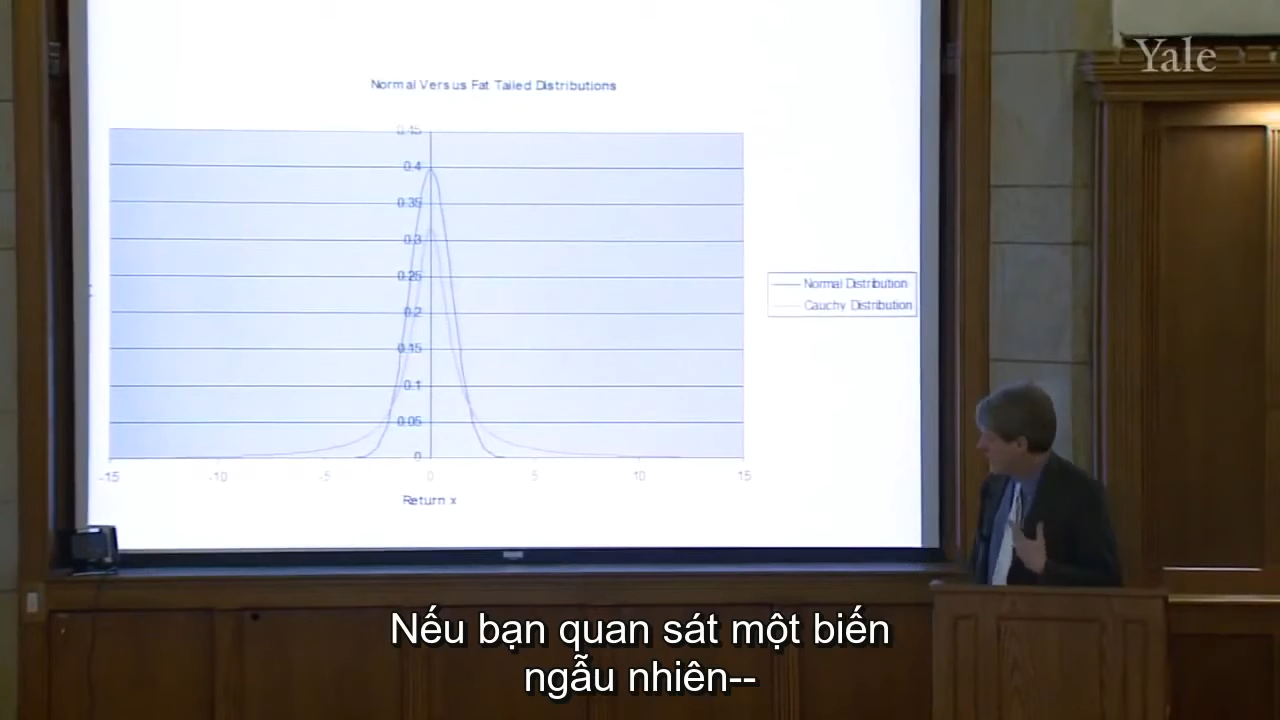 Yale
Normal Versus Fat Tailed Distributions
0.45
0.4
0.35
0.3
0.25
0.2
0.15
0.1
0.05
0
-15 -10 -5 0 5 10 15
Return x
Normal Distribution
Cauchy Distribution
Nếu bạn quan sát một biến
ngẫu nhiên--